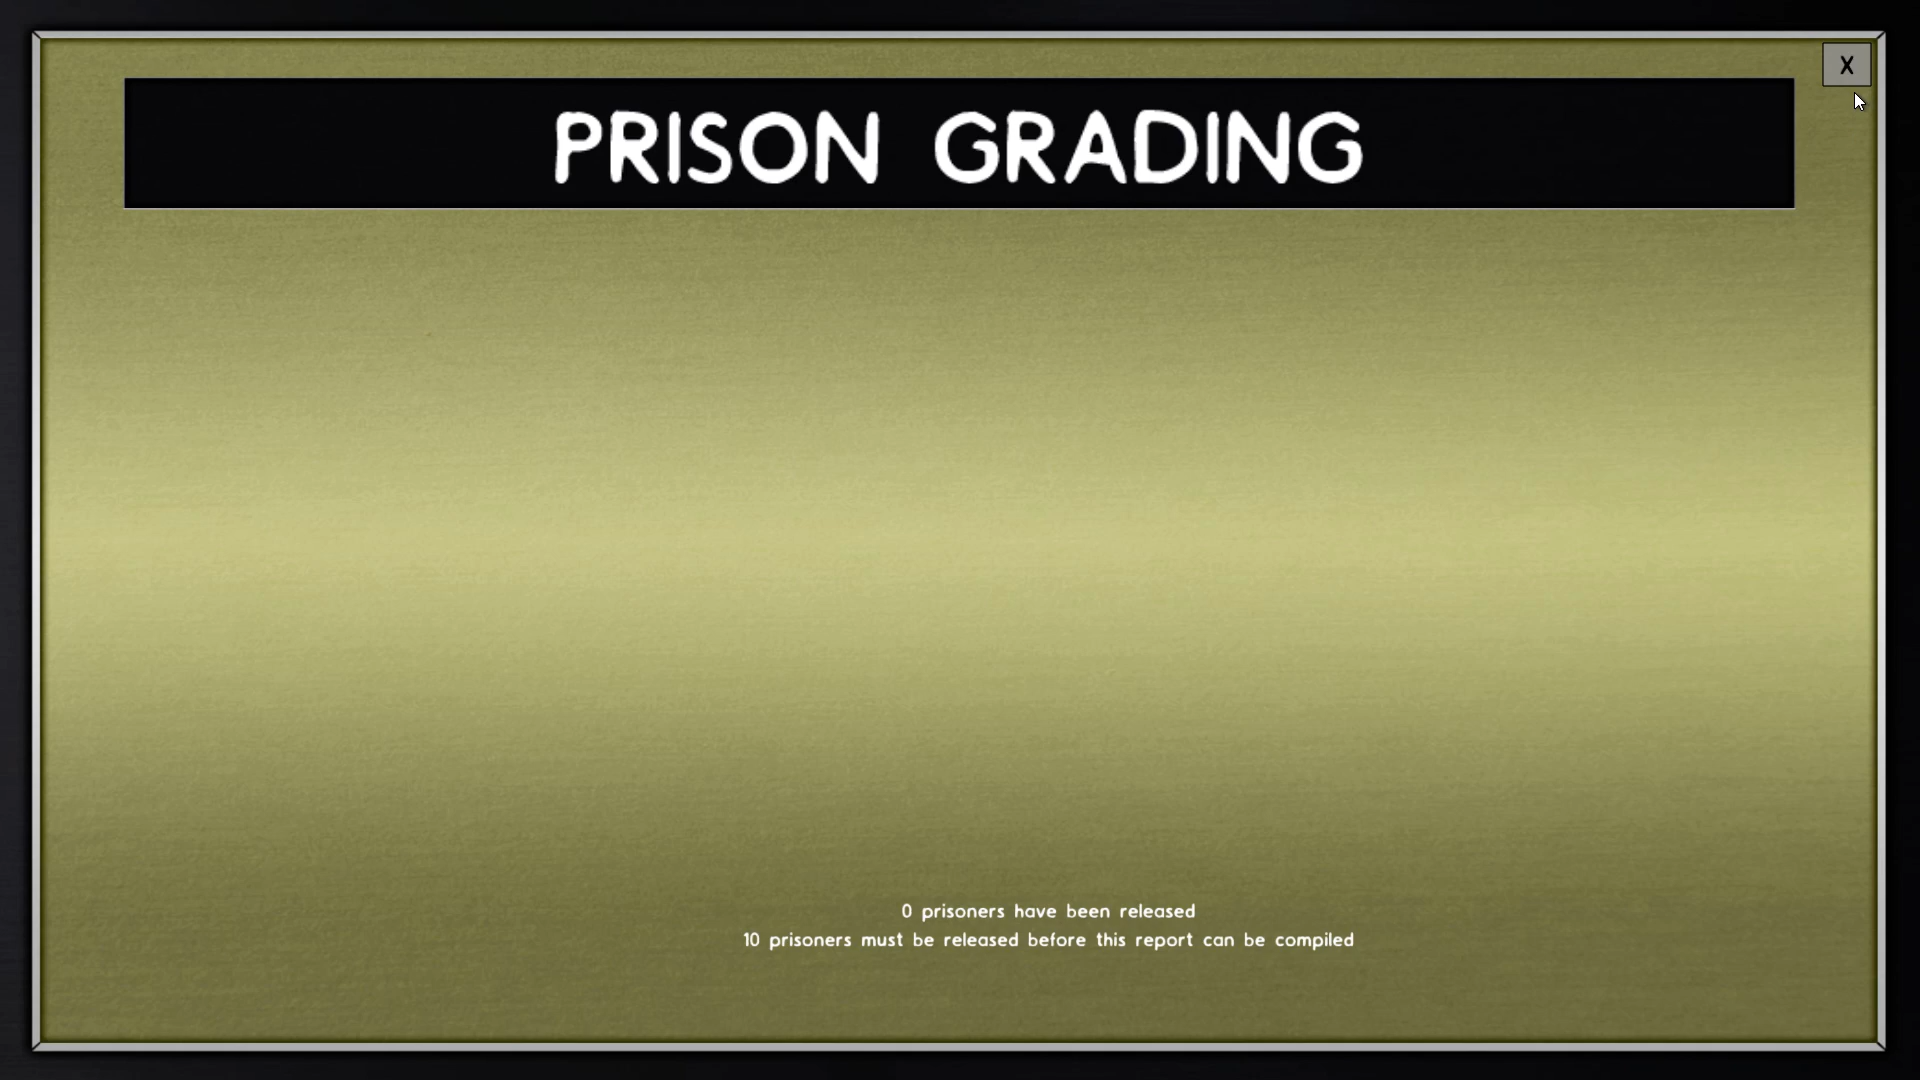 X
PRISON GRADING
0 prisoners have been released
10 prisoners must be released before this report can be compiled